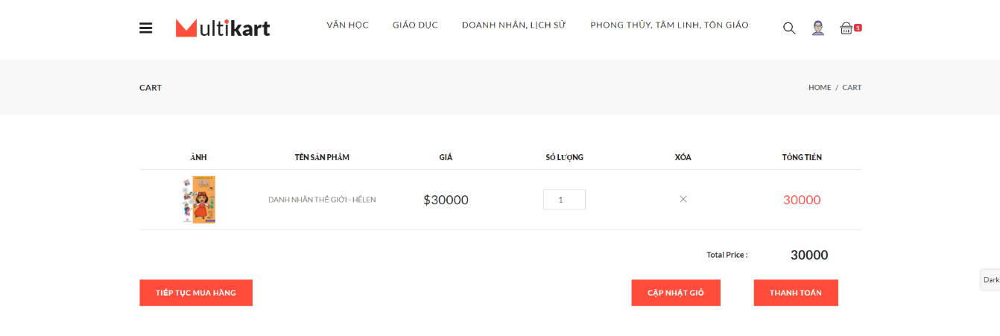 Multikart
VĂN HỌC
GIÁO DỤC
DOANH NHÂN, LỊCH SỬ
PHONG THỦY, TÂM LINH, TÔN GIÁO
1
CART
HOME / CART
ẢNH
TÊN SẢN PHẨM
GIÁ
SỐ LƯỢNG
XÓA
TỔNG TIỀN
DANH NHÂN THẾ GIỚI - HÊLEN
$30000
1
30000
Total Price :
30000
TIẾP TỤC MUA HÀNG
CẬP NHẬT GIỎ
THANH TOÁN
Dark